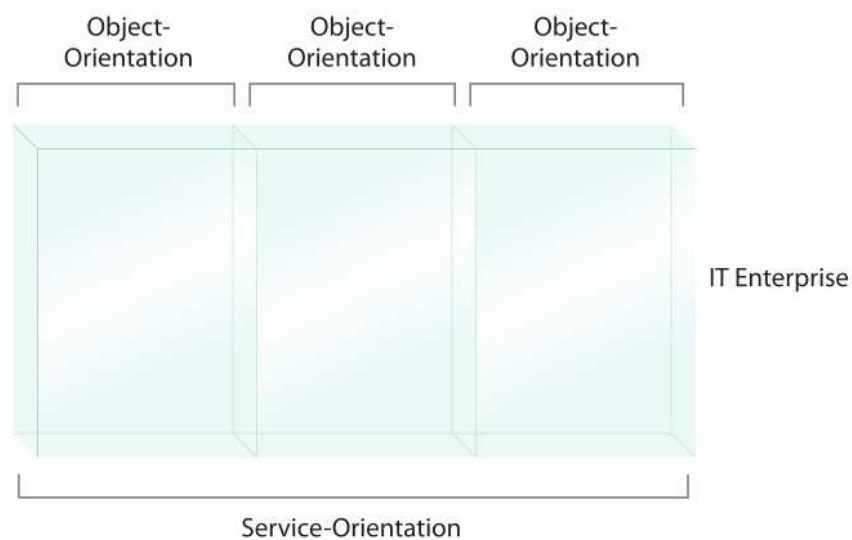 Object-
Orientation
Object-
Orientation
Object-
Orientation
IT Enterprise
Service-Orientation